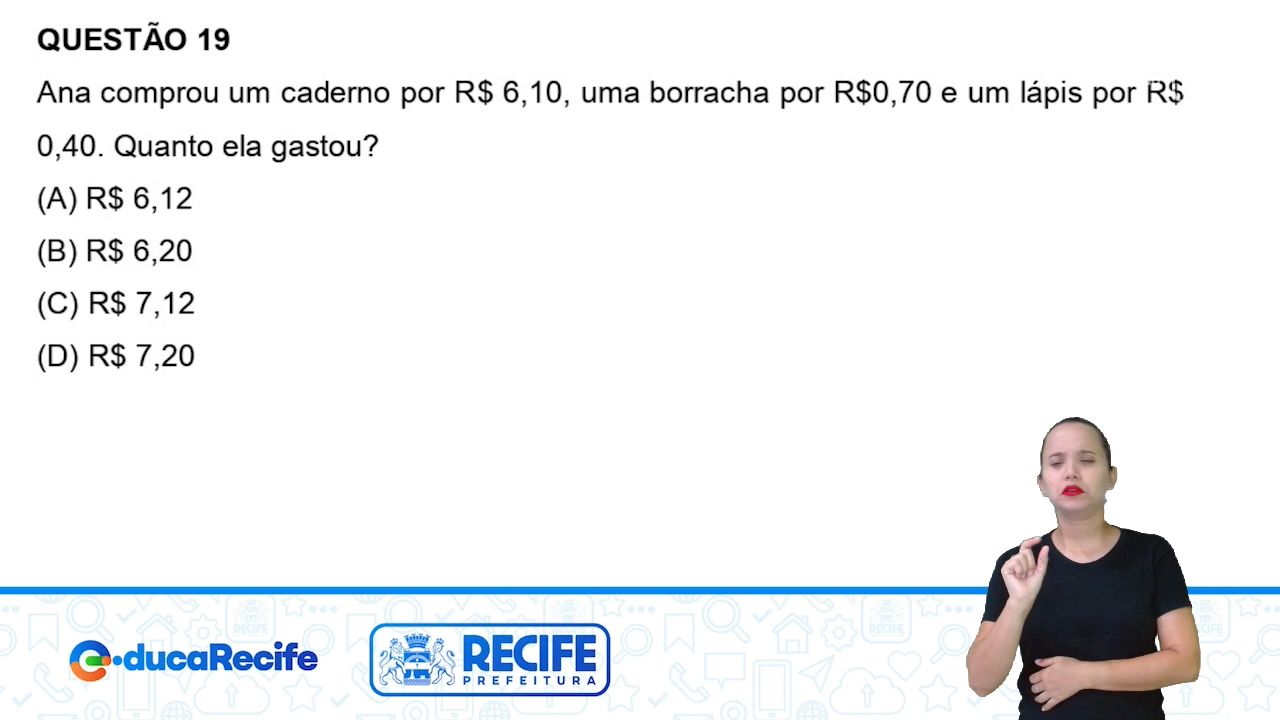 QUESTÃO 19
Ana comprou um caderno por R$ 6,10, uma borracha por R$0,70 e um lápis por R$
0,40. Quanto ela gastou?
(A) R$ 6,12
(B) R$ 6,20
(C) R$ 7,12
(D) R$ 7,20
educaRecife
RECIFE
PREFEITURA